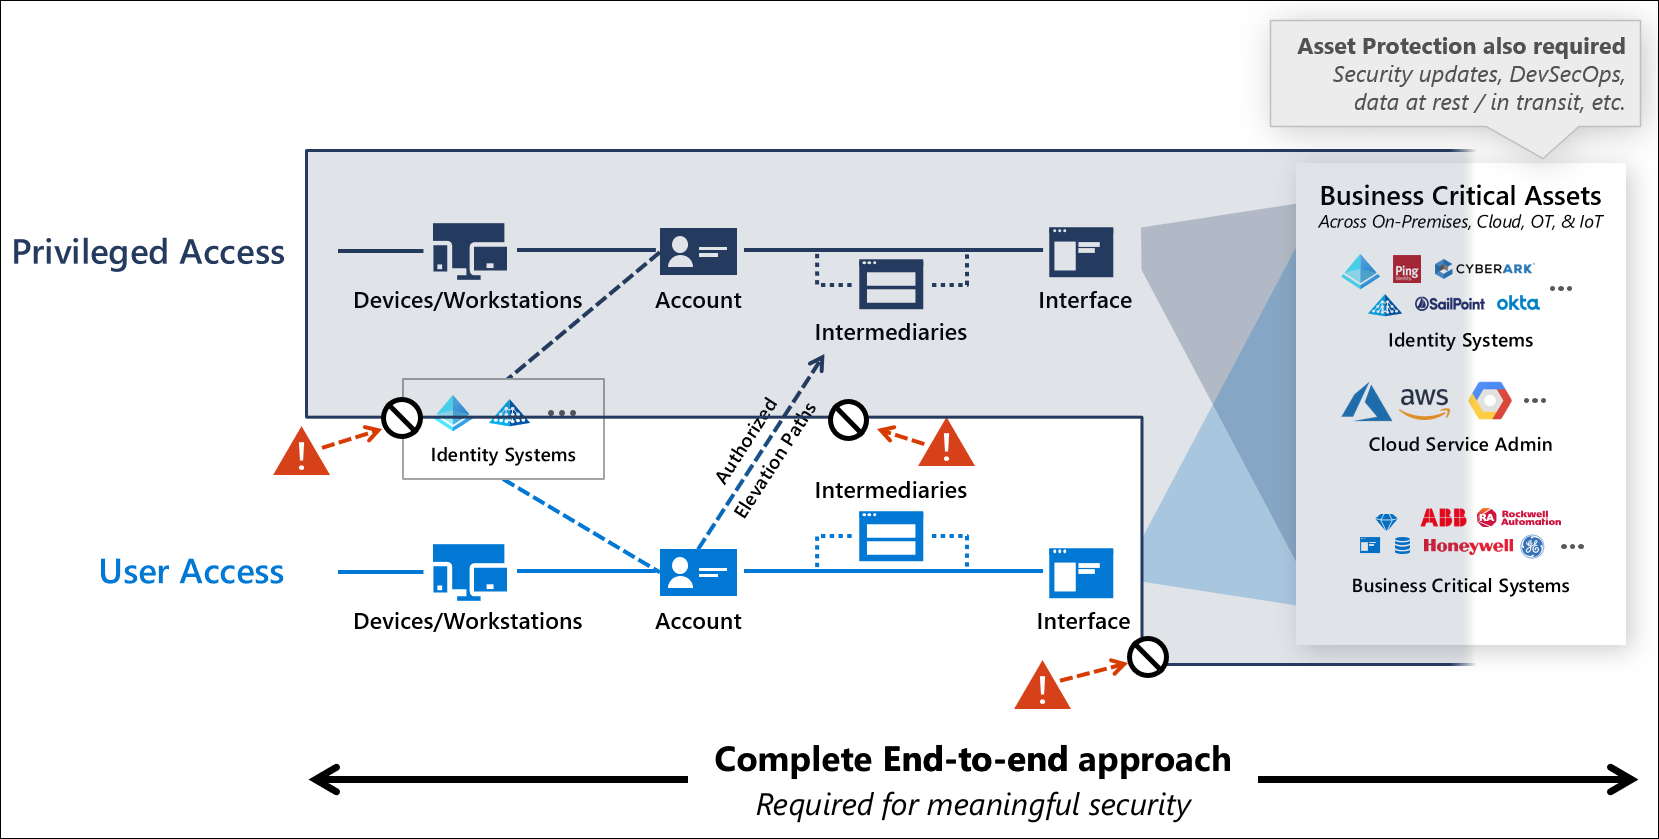 Asset Protection also required
Security updates, DevSecOps,
data at rest / in transit, etc.
Business Critical Assets
Across On-Premises, Cloud, OT, & IoT
Privileged Access
Devices/Workstations
Account
Intermediaries
Interface
Ping
Identity
CYBERARK
SailPoint
okta
Identity Systems
aws
Cloud Service Admin
Identity Systems
Authorized
Elevation Paths
Intermediaries
User Access
Devices/Workstations
Account
Interface
ABB
RA
Rockwell
Automation
Honeywell
GE
Business Critical Systems
Complete End-to-end approach
Required for meaningful security